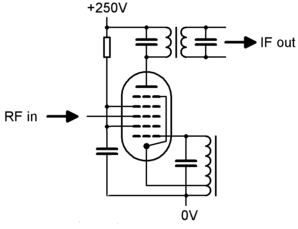 +250V
IF out
RF in
0V